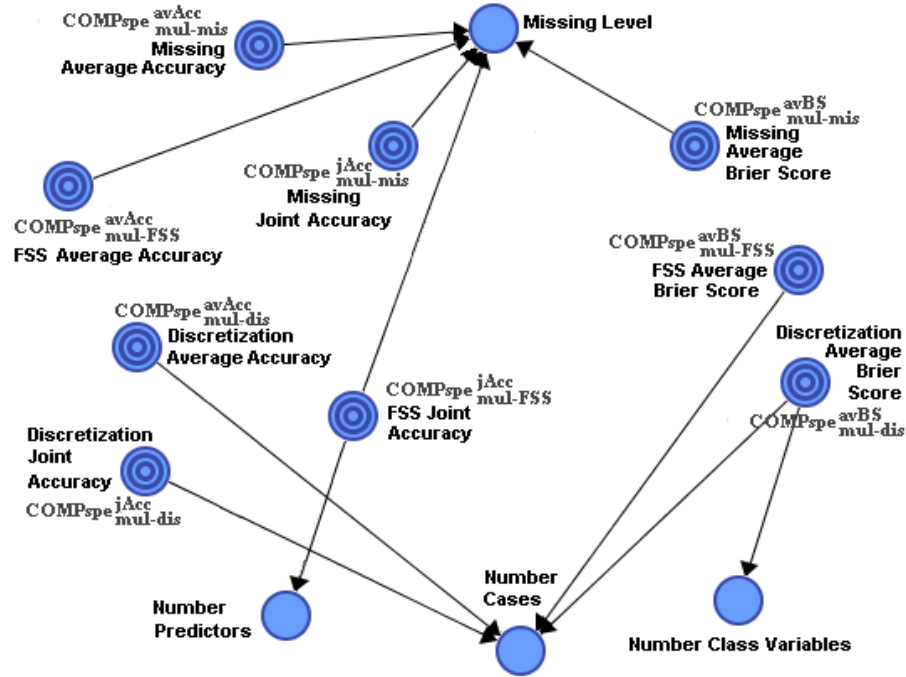 COMPspe avAcc mul-mis
Missing
Average Accuracy
Missing Level
COMPspe avBS mul-mis
Missing
Average
Brier Score
COMPspe jAcc mul-mis
Missing
Joint Accuracy
COMPspe avAcc mul-FSS
FSS Average Accuracy
COMPspe avBS mul-FSS
FSS Average
Brier Score
COMPspe avAcc mul-dis
Discretization
Average Accuracy
Discretization
Average
Brier
Score
COMPspe avBS mul-dis
COMPspe jAcc mul-FSS
FSS Joint
Accuracy
Discretization
Joint
Accuracy
COMPspe jAcc mul-dis
Number
Predictors
Number
Cases
Number Class Variables